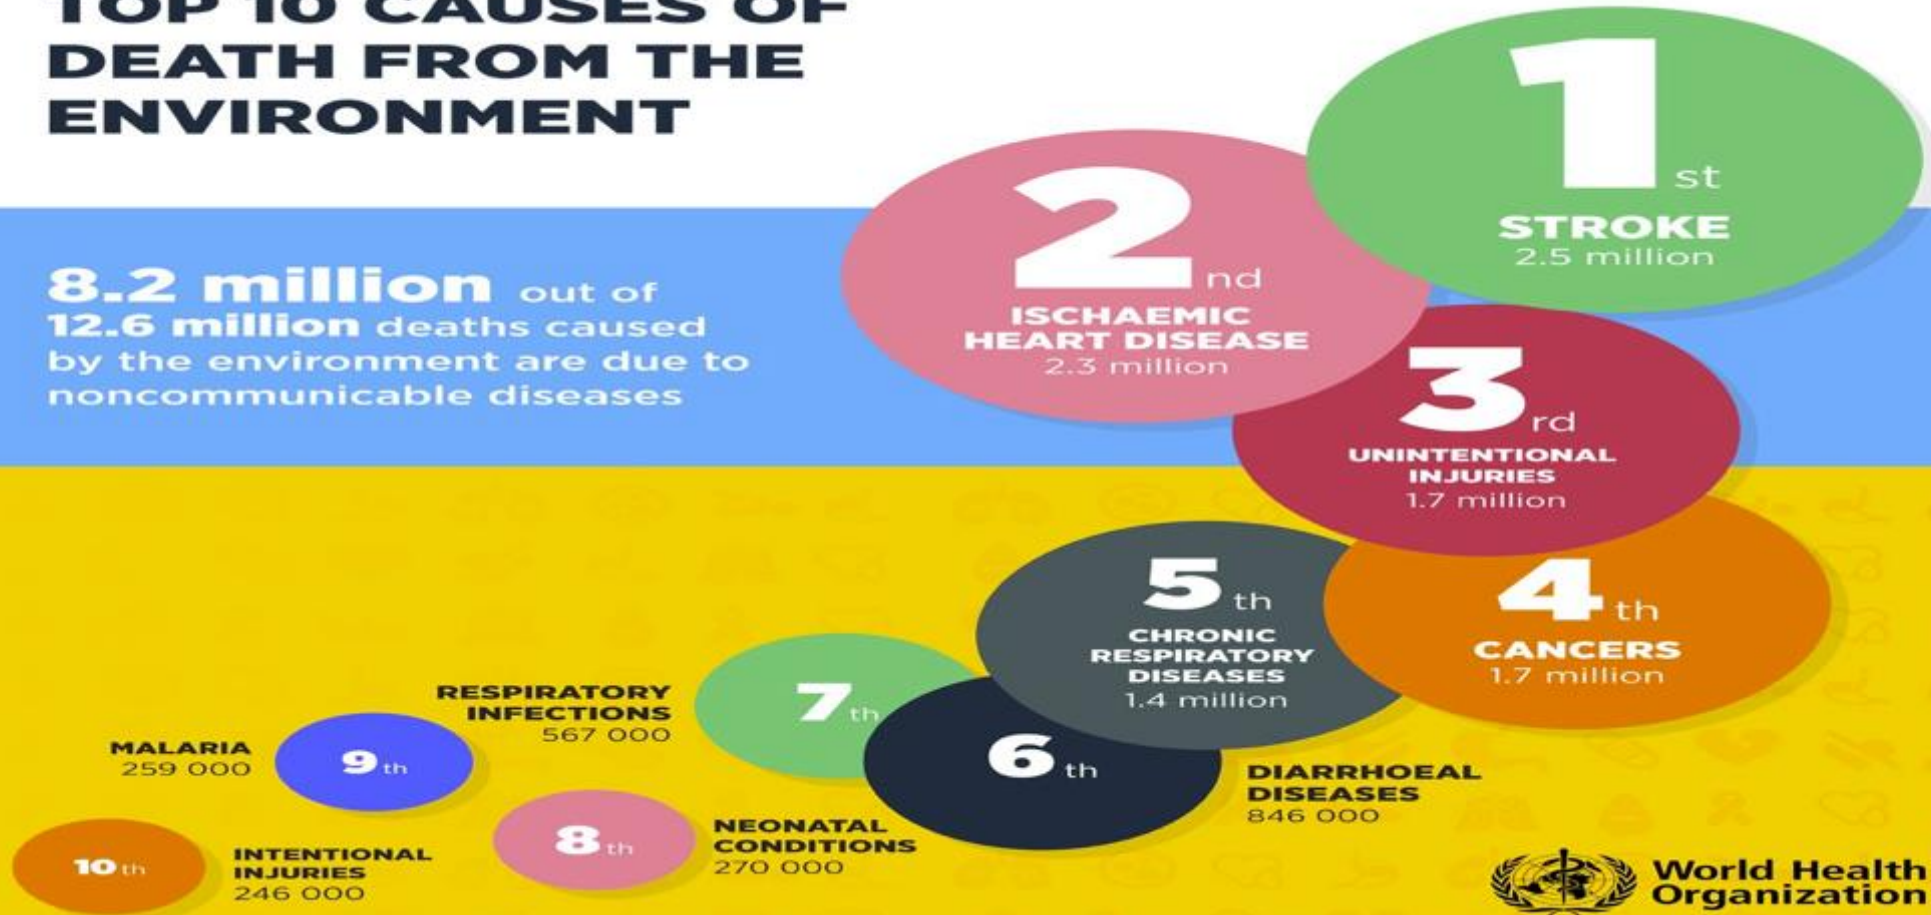 TOP 10 CAUSES OF
DEATH FROM THE
ENVIRONMENT
8.2 million out of
12.6 million deaths caused
by the environment are due to
noncommunicable diseases
1st
STROKE
2.5 million
2nd
ISCHAEMIC
HEART DISEASE
2.3 million
3rd
UNINTENTIONAL
INJURIES
1.7 million
4th
CANCERS
1.7 million
5th
CHRONIC
RESPIRATORY
DISEASES
1.4 million
6th
DIARRHOEAL
DISEASES
846 000
7th
RESPIRATORY
INFECTIONS
567 000
8th
NEONATAL
CONDITIONS
270 000
9th
MALARIA
259 000
10th
INTENTIONAL
INJURIES
246 000
World Health
Organization